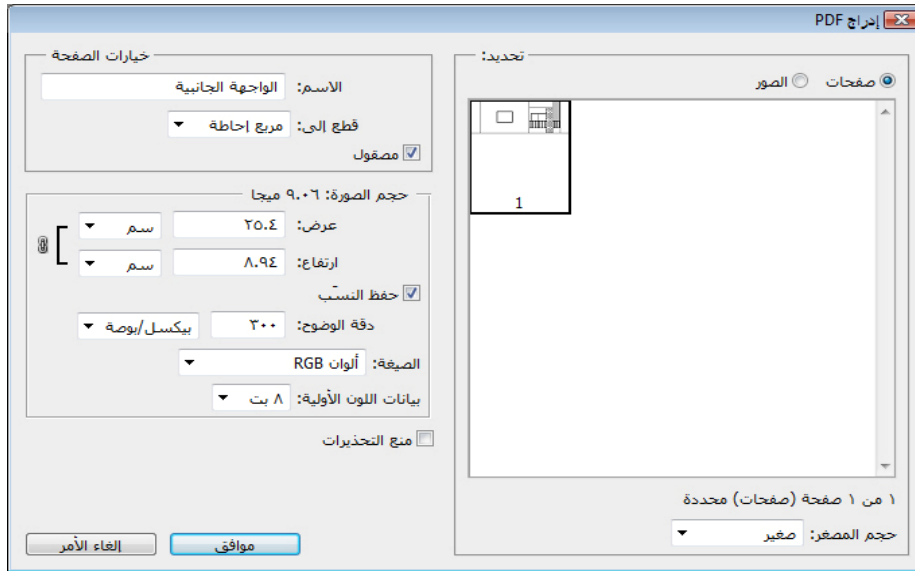 إدراج PDF
تحديد:
صفحات الصور
1
١ من ١ صفحة (صفحات) محددة
حجم المصغر: صغير
خيارات الصفحة
الاسم: الواجهة الجانبية
قطع إلى: مربع إحاطة
مصقول
حجم الصورة: ٩.٠٦ ميجا
عرض: ٢٥.٤ سم
ارتفاع: ٨.٩٤ سم
حفظ النسب
دقة الوضوح: ٣٠٠ بيكسل/بوصة
الصيغة: ألوان RGB
بيانات اللون الأولية: ٨ بت
منع التحذيرات
موافق
إلغاء الأمر